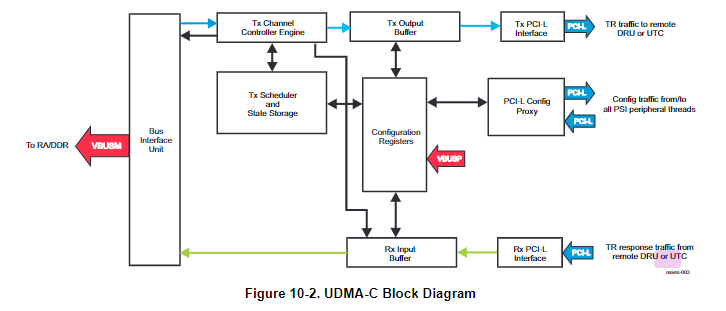 Tx Channel
Controller Engine
Tx Output
Buffer
Tx PCI-L
Interface
PCI-L
TR traffic to remote
DRU or UTC
Tx Scheduler
and
State Storage
Configuration
Registers
PCI-L Config
Proxy
PCI-L
PCI-L
Config traffic from/to
all PSI peripheral threads
To RA/DDR
VBUSM
Bus
Interface
Unit
VBUSP
Rx Input
Buffer
Rx PCI-L
Interface
PCI-L
TR response traffic from
remote DRU or UTC
Figure 10-2. UDMA-C Block Diagram